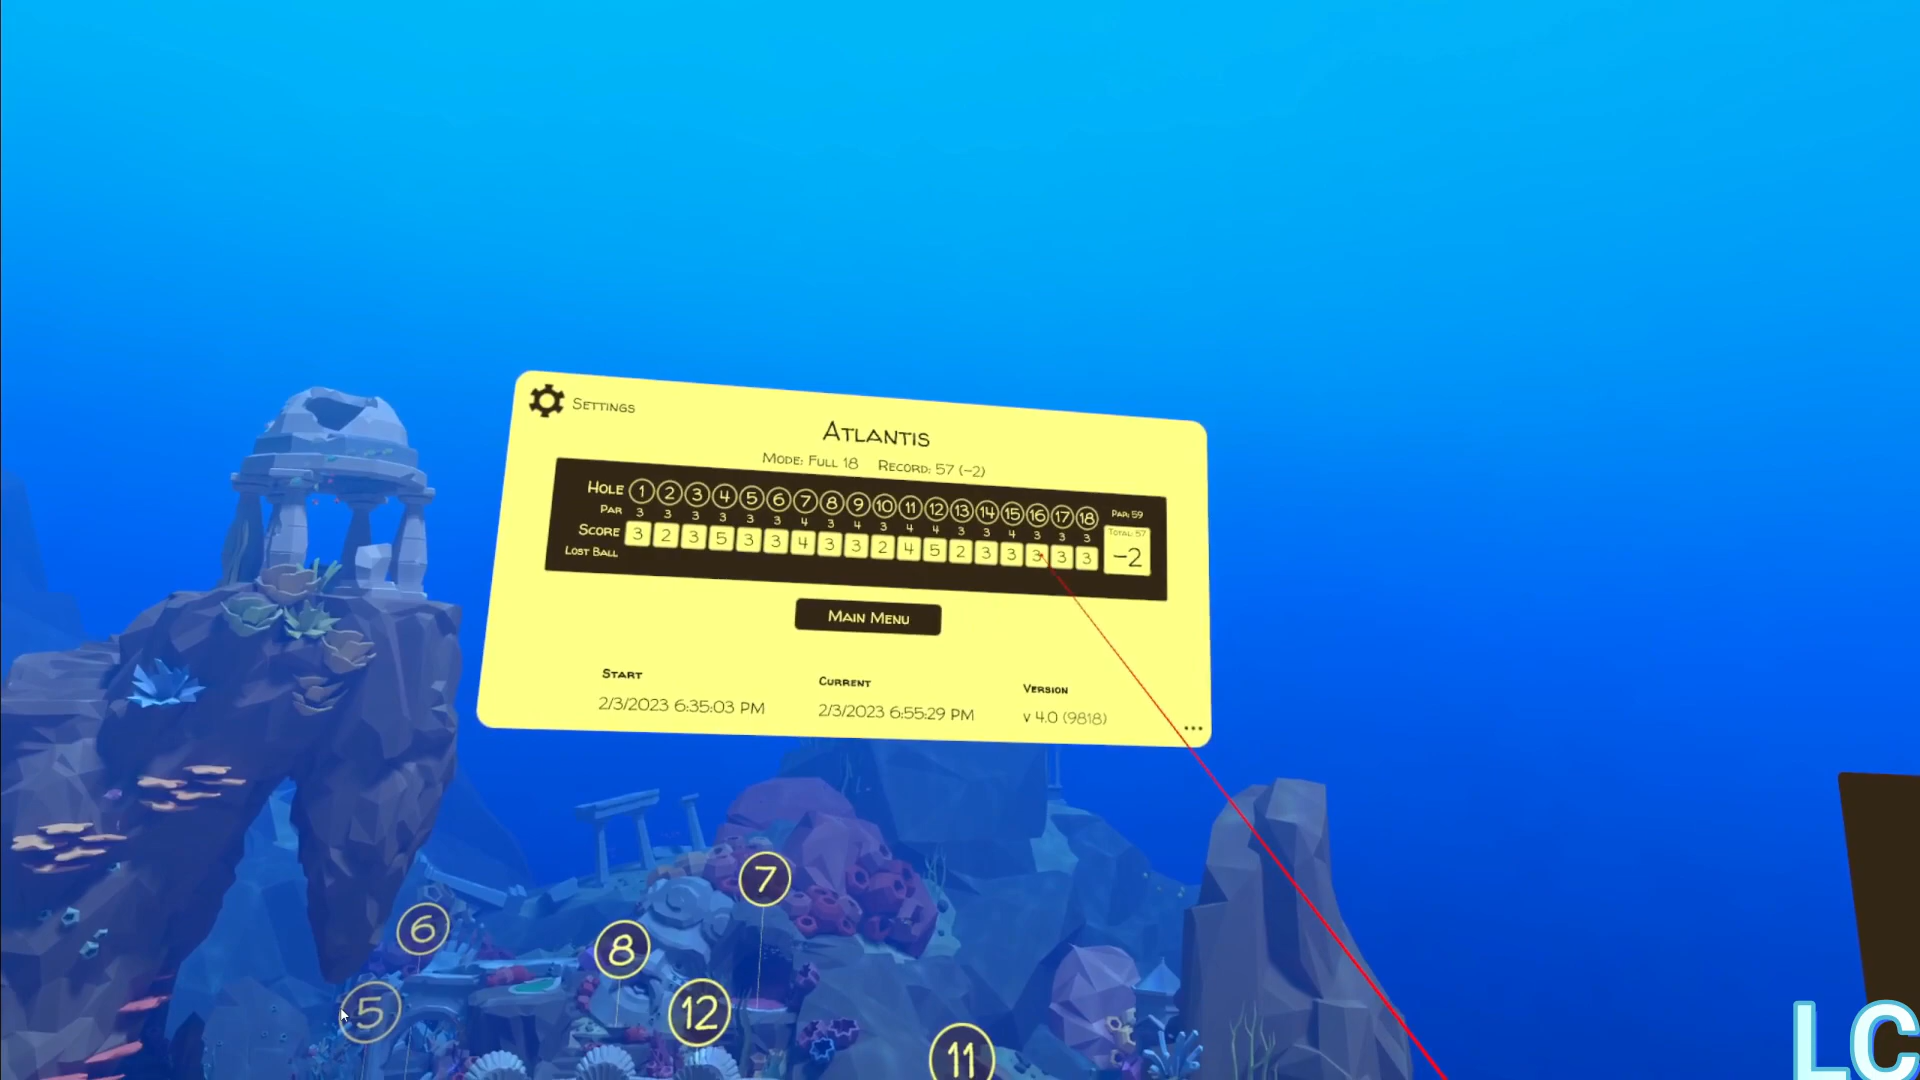 Settings
Atlantis
Mode: Full 18 Record: 57 (-2)
Hole 1 2 3 4 5 6 7 8 9 10 11 12 13 14 15 16 17 18 Par: 59
Par 3 3 3 3 3 3 4 3 4 3 4 4 3 3 4 3 3 3
Total: 57
Score 3 2 3 5 3 3 4 3 3 2 4 5 2 3 3 3 3 3 -2
Lost Ball
Main Menu
Start Current Version
2/3/2023 6:35:03 PM 2/3/2023 6:55:29 PM v 4.0 (9818)
...
7
6
8
5
12
11
LC